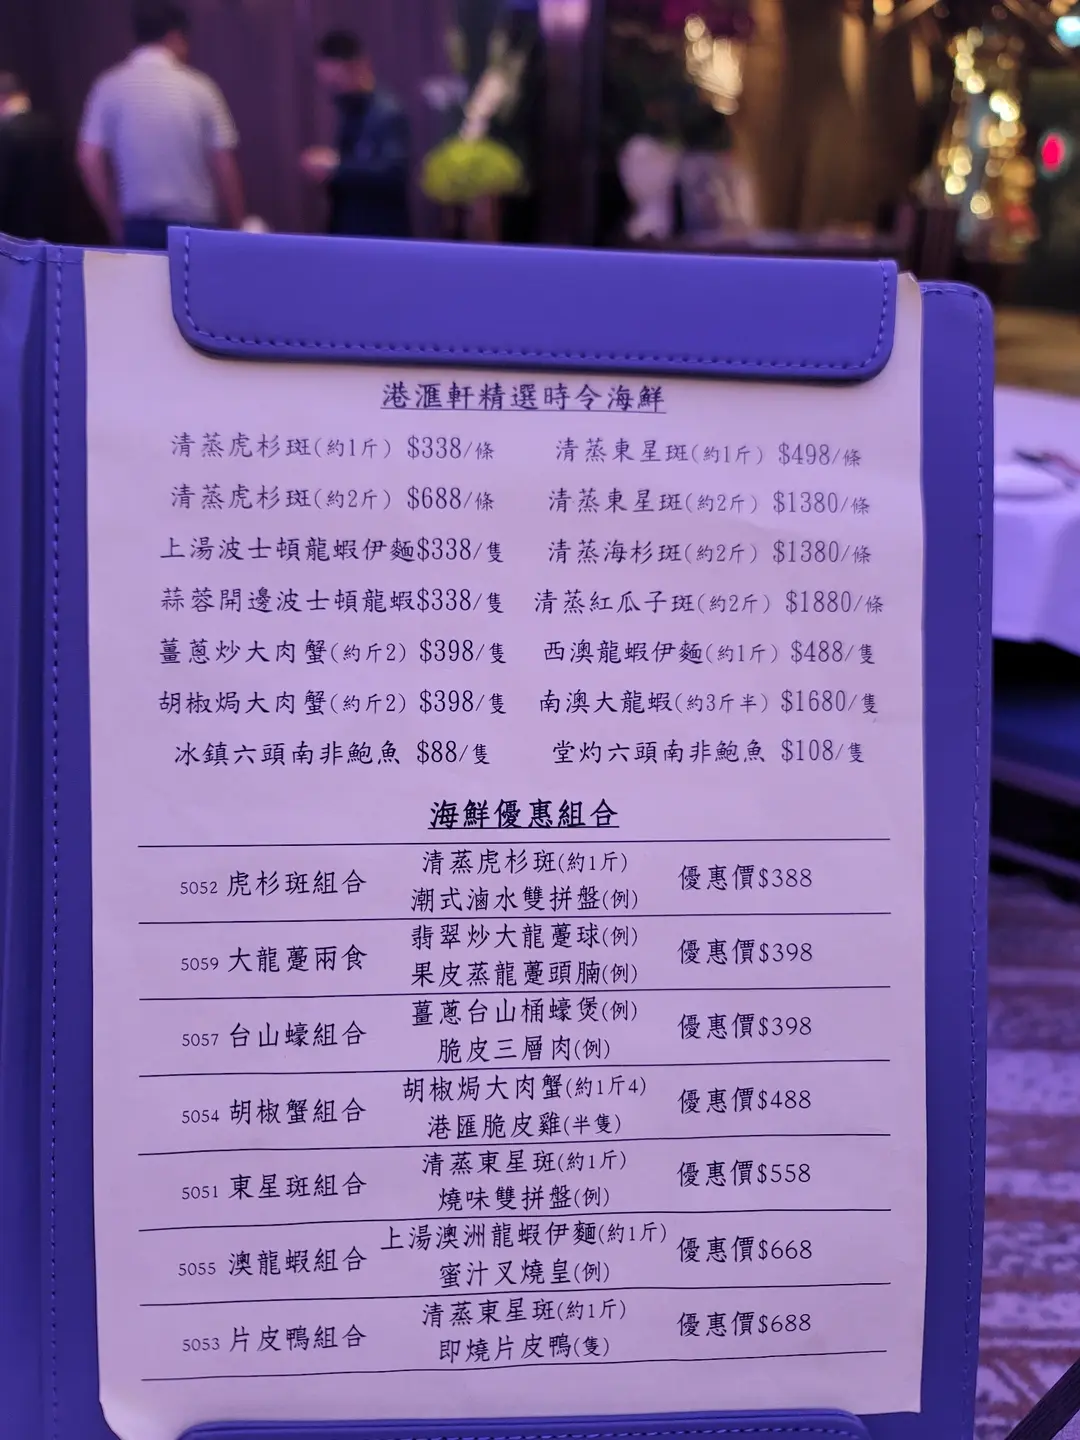 港滙軒精選時令海鮮
清蒸虎杉斑(約1斤) $338/條 清蒸東星斑(約1斤) $498/條
清蒸虎杉斑(約2斤) $688/條 清蒸東星斑(約2斤) $1380/條
上湯波士頓龍蝦伊麵$338/隻 清蒸海杉斑(約2斤) $1380/條
蒜蓉開邊波士頓龍蝦$338/隻 清蒸紅瓜子斑(約2斤) $1880/條
薑蔥炒大肉蟹(約斤2) $398/隻 西澳龍蝦伊麵(約1斤) $488/隻
胡椒焗大肉蟹(約斤2) $398/隻 南澳大龍蝦(約3斤半) $1680/隻
冰鎮六頭南非鮑魚 $88/隻 堂灼六頭南非鮑魚 $108/隻
海鮮優惠組合
5052 虎杉斑組合 清蒸虎杉斑(約1斤) 優惠價$388
潮式滷水雙拼盤(例)
5059 大龍躉兩食 翡翠炒大龍躉球(例) 優惠價$398
果皮蒸龍躉頭腩(例)
5057 台山蠔組合 薑蔥台山桶蠔煲(例) 優惠價$398
脆皮三層肉(例)
5054 胡椒蟹組合 胡椒焗大肉蟹(約1斤4) 優惠價$488
港匯脆皮雞(半隻)
5051 東星斑組合 清蒸東星斑(約1斤) 優惠價$558
燒味雙拼盤(例)
5055 澳龍蝦組合 上湯澳洲龍蝦伊麵(約1斤) 優惠價$668
蜜汁叉燒皇(例)
5053 片皮鴨組合 清蒸東星斑(約1斤) 優惠價$688
即燒片皮鴨(隻)